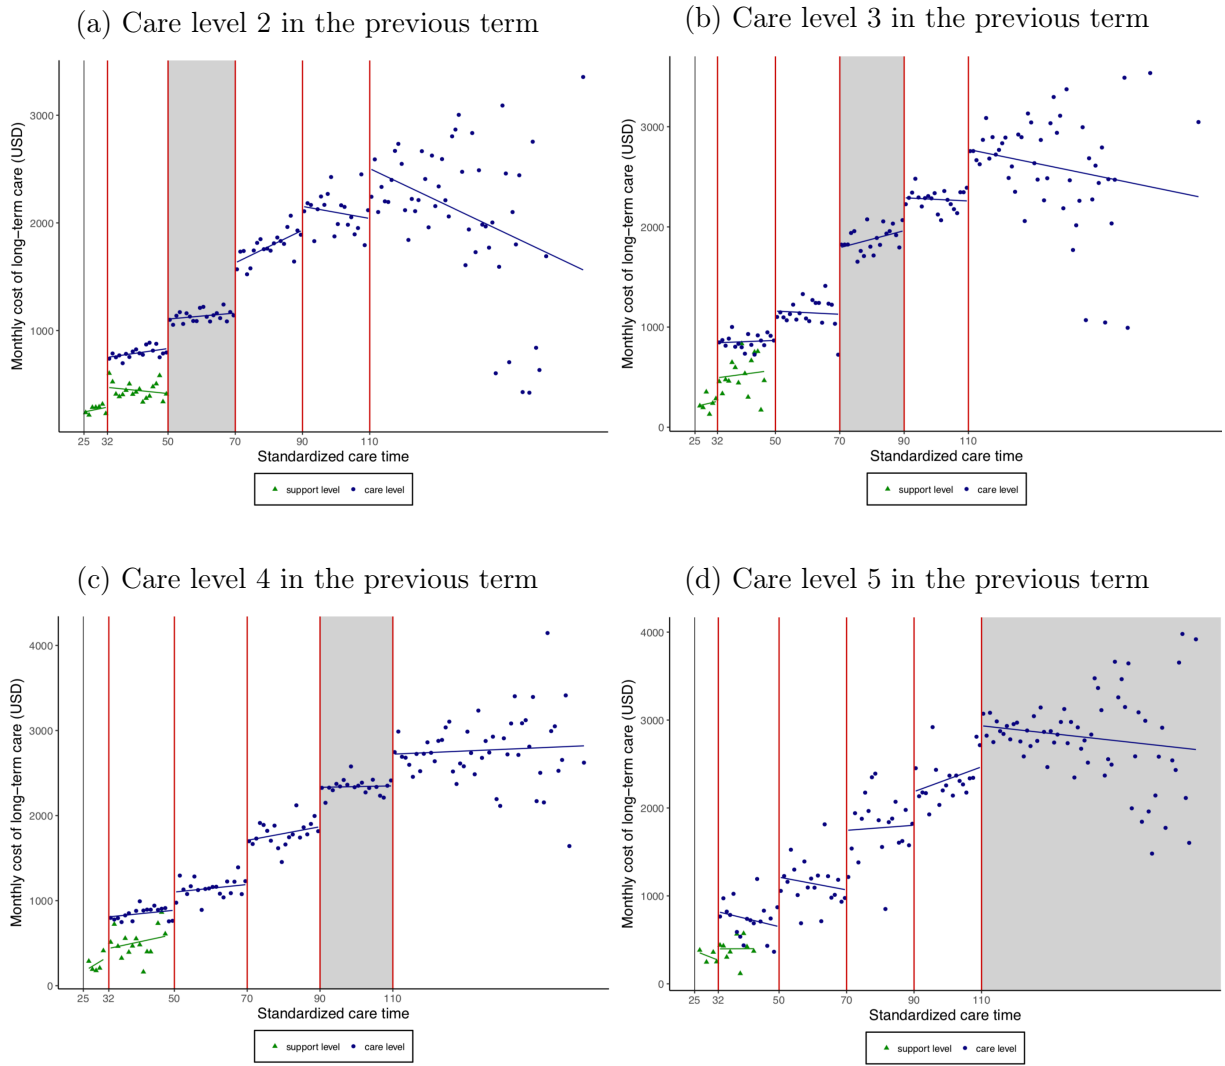 (a) Care level 2 in the previous term
Monthly cost of long−term care (USD)
3000
2000
1000
25 32 50 70 90 110
Standardized care time
support level care level
(b) Care level 3 in the previous term
Monthly cost of long−term care (USD)
3000
2000
1000
0
25 32 50 70 90 110
Standardized care time
support level care level
(c) Care level 4 in the previous term
Monthly cost of long−term care (USD)
4000
3000
2000
1000
0
25 32 50 70 90 110
Standardized care time
support level care level
(d) Care level 5 in the previous term
Monthly cost of long−term care (USD)
4000
3000
2000
1000
0
25 32 50 70 90 110
Standardized care time
support level care level